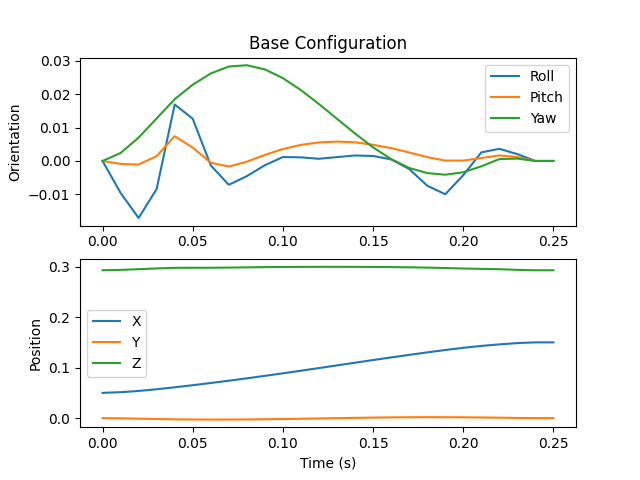 Base Configuration
Orientation
0.03
0.02
0.01
0.00
−0.01
Roll
Pitch
Yaw
0.00 0.05 0.10 0.15 0.20 0.25
Position
0.3
0.2
0.1
0.0
X
Y
Z
0.00 0.05 0.10 0.15 0.20 0.25
Time (s)